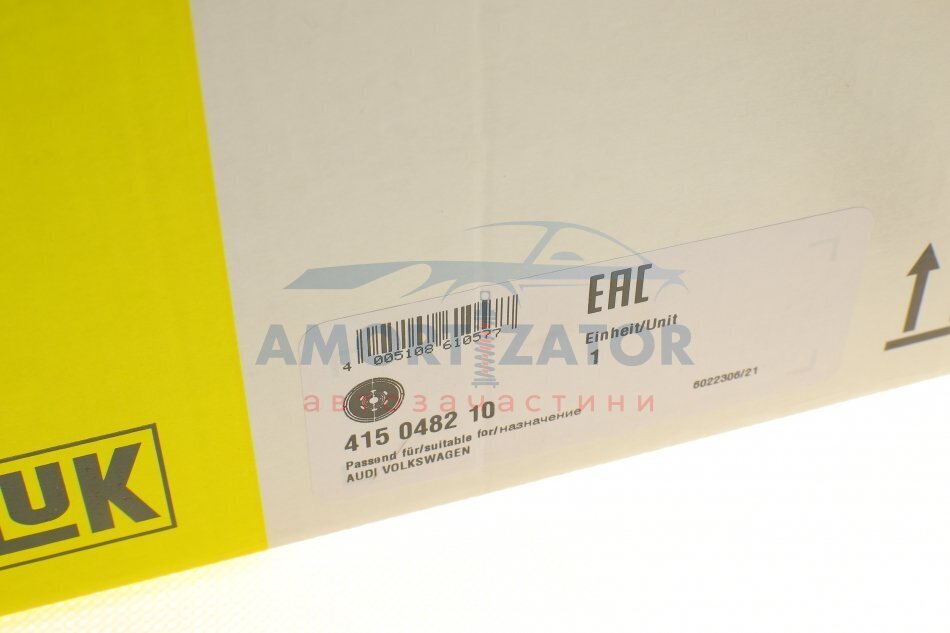 EAC
Einheit/Unit
1
4 005108 610577
AMORTIZATOR
автозапчастини
6022306/21
415 0482 10
Passend für/suitable for/назначение
AUDI VOLKSWAGEN
LUK